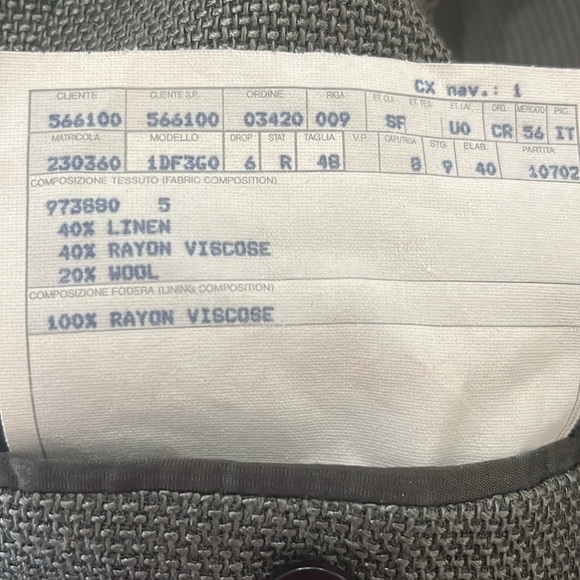 CX nav.: 1
CLIENTE CLIENTE S.P. ORDINE RIGA ET. CLI. ET. TES. ET. LAV. ORD. MERCATO PIC.
566100 566100 03420 009 SF UO CR 56 IT
MATRICOLA MODELLO DROP STAT TAGLIA V.P. CAPI/RIGA STG. ELAB. PARTITA
230360 1DF3G0 6 R 48 8 9 40 10702
COMPOSIZIONE TESSUTO (FABRIC COMPOSITION)
973880 5
40% LINEN
40% RAYON VISCOSE
20% WOOL
COMPOSIZIONE FODERA (LINING COMPOSITION)
100% RAYON VISCOSE